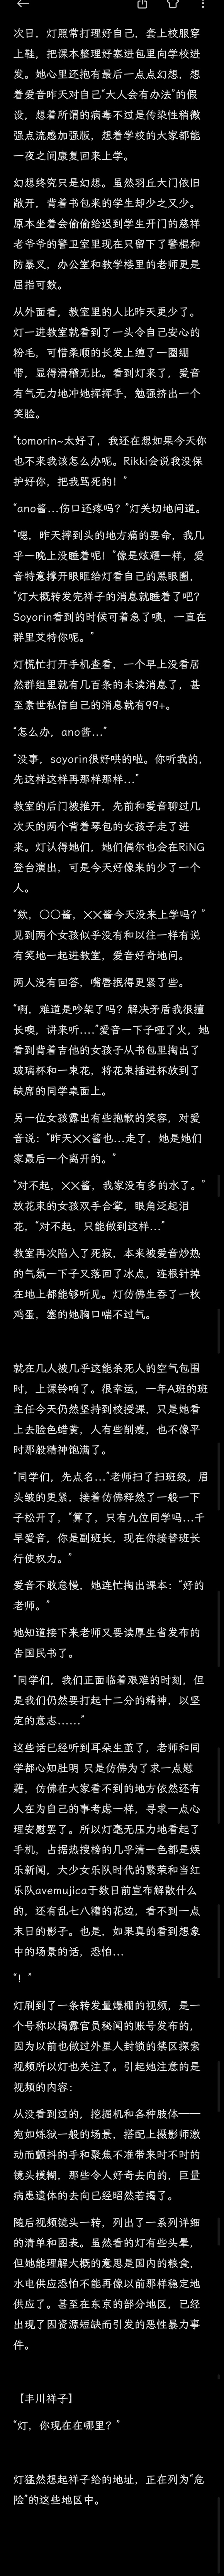 次日，灯照常打理好自己，套上校服穿
上鞋，把课本整理好塞进包里向学校进
发。她心里还抱有最后一点点幻想，想
着爱音昨天对自己“大人会有办法”的假
设，想着所谓的病毒不过是传染性稍微
强点流感加强版，想着学校的大家都能
一夜之间康复回来上学。
幻想终究只是幻想。虽然羽丘大门依旧
敞开，背着书包来的学生却少之又少。
原本坐着会偷偷给迟到学生开门的慈祥
老爷爷的警卫室里现在只留下了警棍和
防暴叉，办公室和教学楼里的老师更是
屈指可数。
从外面看，教室里的人比昨天更少了。
灯一进教室就看到了一头令自己安心的
粉毛，可惜柔顺的长发上缠了一圈绷
带，显得滑稽无比。看到灯来了，爱音
有气无力地冲她挥挥手，勉强挤出一个
笑脸。
“tomorin~太好了，我还在想如果今天你
也不来我该怎么办呢。Rikki会说我没保
护好你，把我骂死的！”
“ano酱...伤口还疼吗？”灯关切地问道。
“嗯，昨天摔到头的地方痛的要命，我几
乎一晚上没睡着呢！”像是炫耀一样，爱
音特意撑开眼眶给灯看自己的黑眼圈，
“灯大概转发完祥子的消息就睡着了吧？
Soyorin看到的时候可着急了噢，一直在
群里艾特你呢。”
灯慌忙打开手机查看，一个早上没看居
然群组里就有几百条的未读消息了，甚
至素世私信自己的消息就有99+。
“怎么办，ano酱...”
“没事，soyorin很好哄的啦。你听我的，
先这样这样再那样那样...”
教室的后门被推开，先前和爱音聊过几
次天的两个背着琴包的女孩子走了进
来。灯认得她们，她们偶尔也会在RiNG
登台演出，可是今天好像来的少了一个
人。
“欸，〇〇酱，××酱今天没来上学吗？”
见到两个女孩似乎没有和以往一样有说
有笑地一起进教室，爱音好奇地问。
两人没有回答，嘴唇抿得更紧了些。
“啊，难道是吵架了吗？解决矛盾我很擅
长噢，讲来听....”爱音一下子哑了火，她
看到背着吉他的女孩子从书包里掏出了
玻璃杯和一束花，将花束插进杯放到了
缺席的同学桌面上。
另一位女孩露出有些抱歉的笑容，对爱
音说：“昨天××酱也...走了，她是她们
家最后一个离开的。”
“对不起，××酱，我家没有多的水了。”
放花束的女孩双手合掌，眼角泛起泪
花，“对不起，只能做到这样...”
教室再次陷入了死寂，本来被爱音炒热
的气氛一下子又落回了冰点，连根针掉
在地上都能够听见。灯仿佛生吞了一枚
鸡蛋，塞的她胸口喘不过气。
就在几人被几乎这能杀死人的空气包围
时，上课铃响了。很幸运，一年A班的班
主任今天仍然坚持到校授课，只是她看
上去脸色蜡黄，人有些削瘦，也不像平
时那般精神饱满了。
“同学们，先点名...”老师扫了扫班级，眉
头皱的更紧，接着仿佛释然了一般一下
子松开了，“算了，只有九位同学吗...千
早爱音，你是副班长，现在你接替班长
行使权力。”
爱音不敢怠慢，她连忙掏出课本：“好的
老师。”
她知道接下来老师又要读厚生省发布的
告国民书了。
“同学们，我们正面临着艰难的时刻，但
是我们仍然要打起十二分的精神，以坚
定的意志......”
这些话已经听到耳朵生茧了，老师和同
学都心知肚明 只是仿佛为了求一点慰
藉，仿佛在大家看不到的地方依然还有
人在为自己的事考虑一样，寻求一点心
理安慰罢了。所以灯毫无压力地看起了
手机，占据热搜榜的几乎清一色都是娱
乐新闻，大少女乐队时代的繁荣和当红
乐队avemujica于数日前宣布解散什么
的，还有乱七八糟的花边，看不到一点
末日的影子。也是，如果真的看到想象
中的场景的话，恐怕...
“！”
灯刷到了一条转发量爆棚的视频，是一
个号称以揭露官员秘闻的账号发布的，
因为以前也做过外星人封锁的禁区探索
视频所以灯也关注了。引起她注意的是
视频的内容：
从没看到过的，挖掘机和各种肢体——
宛如炼狱一般的场景，搭配上摄影师激
动而颤抖的手和聚焦不准带来时不时的
镜头模糊，那些令人好奇去向的，巨量
病患遗体的去向已经昭然若揭了。
随后视频镜头一转，列出了一系列详细
的清单和图表。虽然看的灯有些头晕，
但她能理解大概的意思是国内的粮食，
水电供应恐怕不能再像以前那样稳定地
供应了。甚至在东京的部分地区，已经
出现了因资源短缺而引发的恶性暴力事
件。
【丰川祥子】
“灯，你现在在哪里？”
灯猛然想起祥子给的地址，正在列为“危
险”的这些地区中。